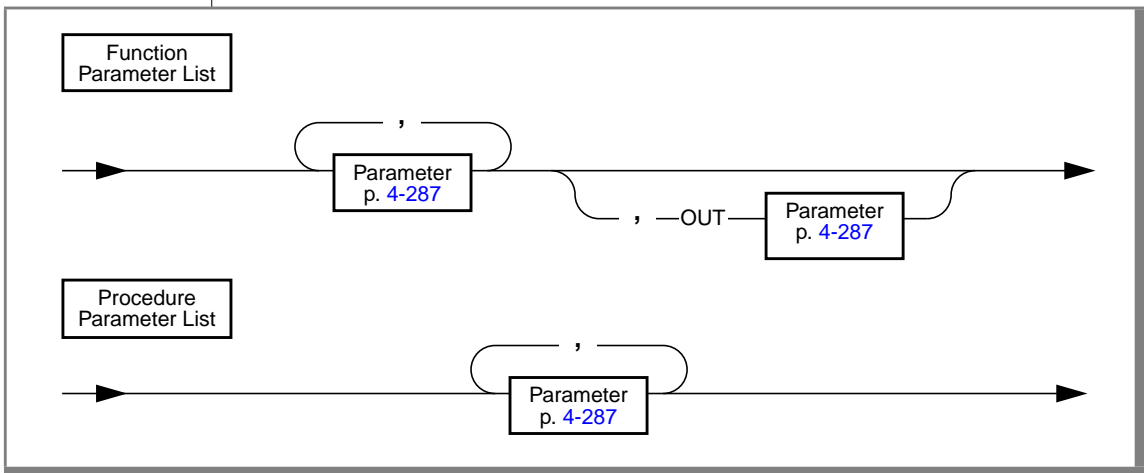 Function
Parameter List
,
Parameter
p. 4-287
, OUT
Parameter
p. 4-287
Procedure
Parameter List
,
Parameter
p. 4-287